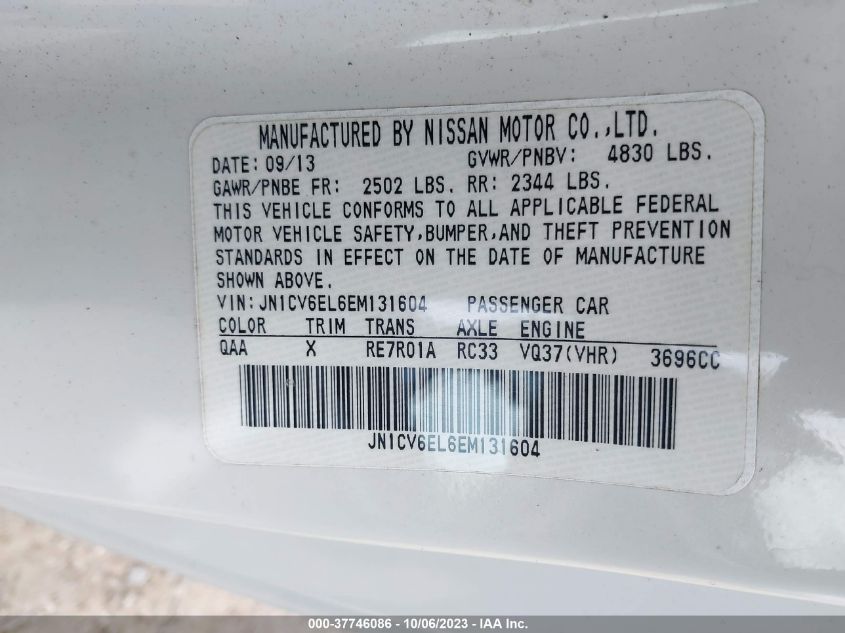 MANUFACTURED BY NISSAN MOTOR CO.,LTD.
DATE: 09/13 GVWR/PNBV: 4830 LBS.
GAWR/PNBE FR: 2502 LBS. RR: 2344 LBS.
THIS VEHICLE CONFORMS TO ALL APPLICABLE FEDERAL
MOTOR VEHICLE SAFETY,BUMPER,AND THEFT PREVENTION
STANDARDS IN EFFECT ON THE DATE OF MANUFACTURE
SHOWN ABOVE.
VIN: JN1CV6EL6EM131604 PASSENGER CAR
COLOR TRIM TRANS AXLE ENGINE
QAA X RE7R01A RC33 VQ37(VHR) 3696CC
JN1CV6EL6EM131604
000-37746086 - 10/06/2023 - IAA Inc.